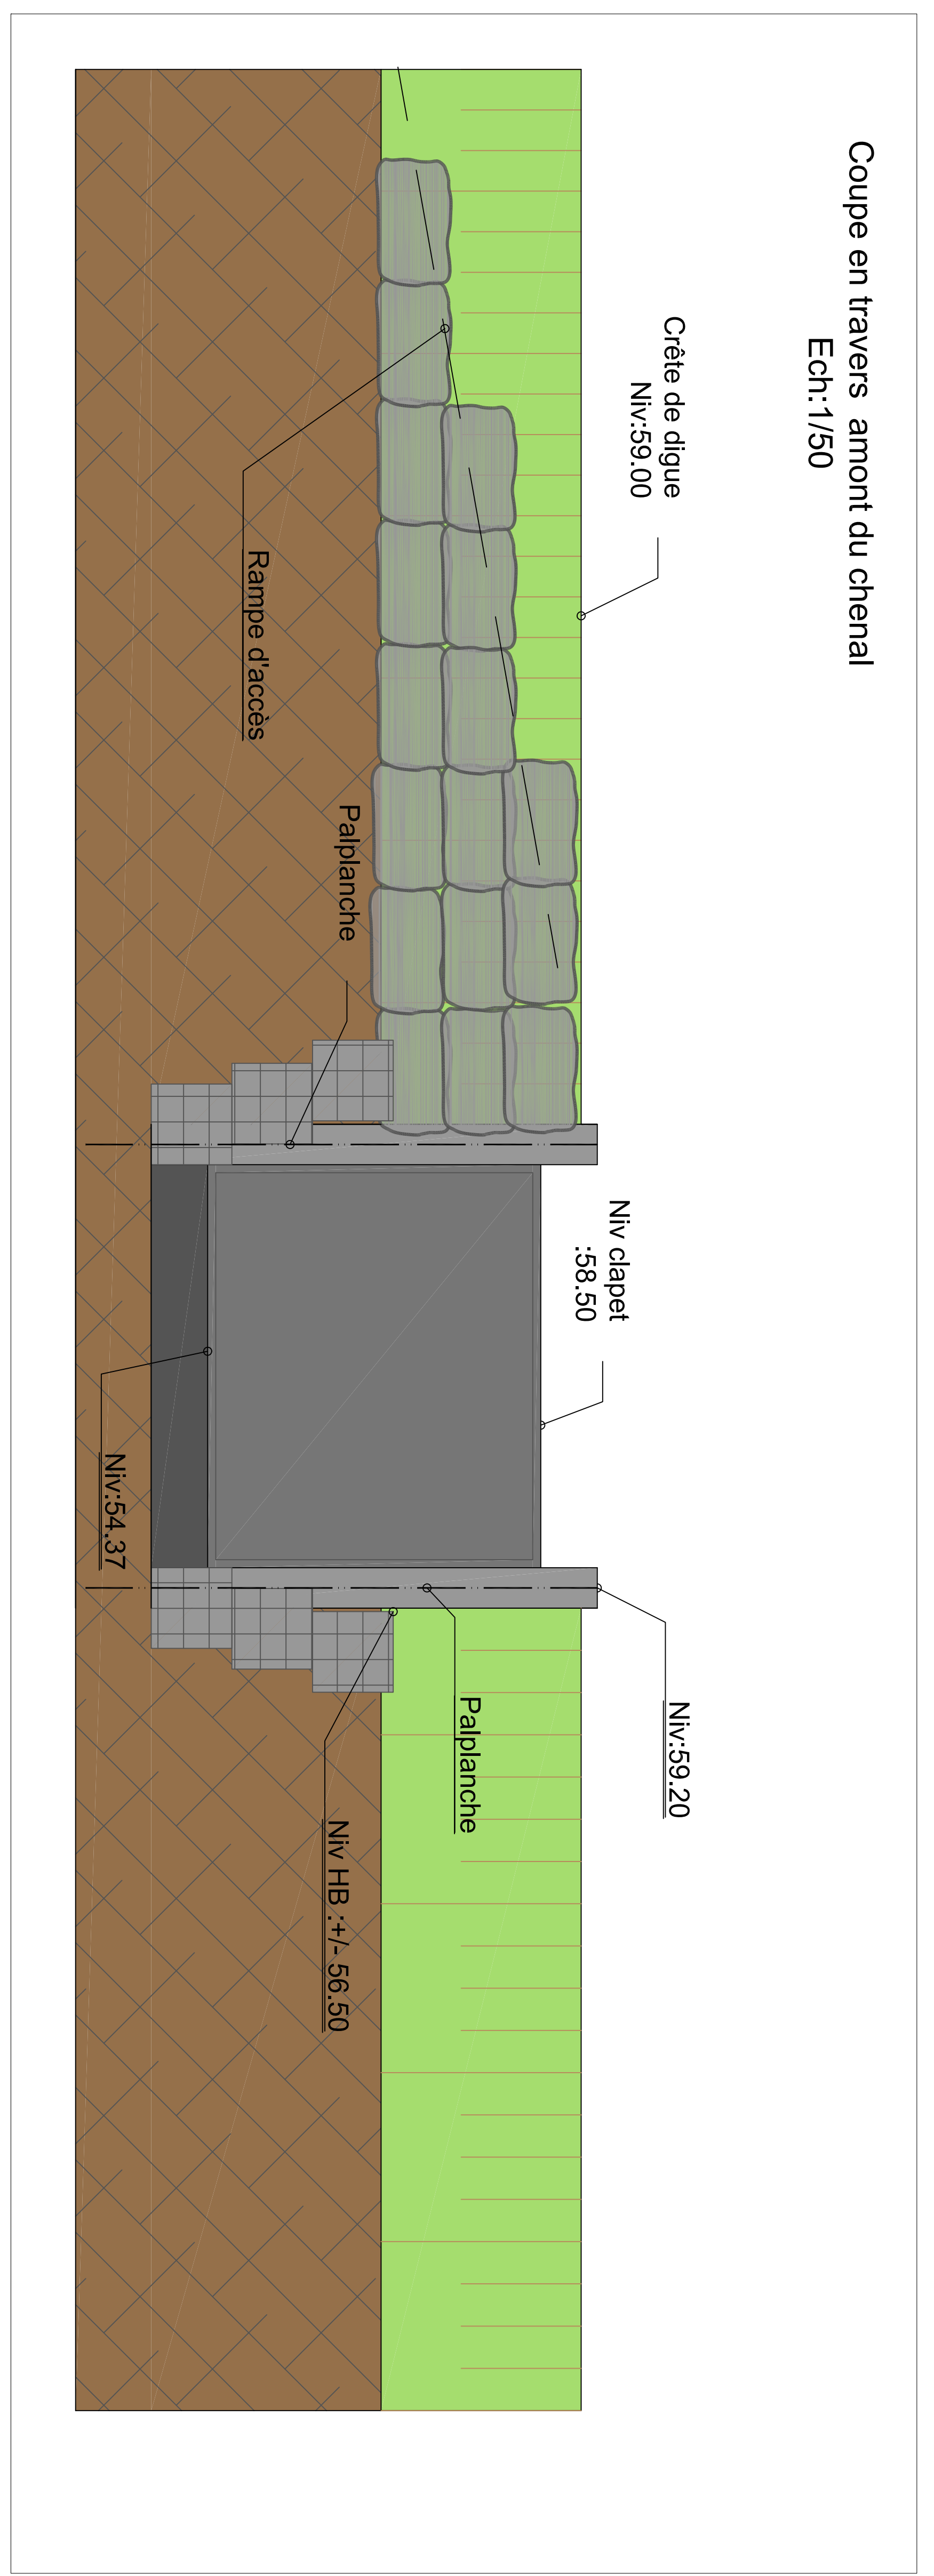 Coupe en travers  amont du chenal
Ech:1/50
Crête de digue
Niv:59.00
Niv clapet
:58.50
Niv:59.20
Rampe d'accès
Palplanche
Palplanche
Niv HB :+/- 56.50
Niv:54.37